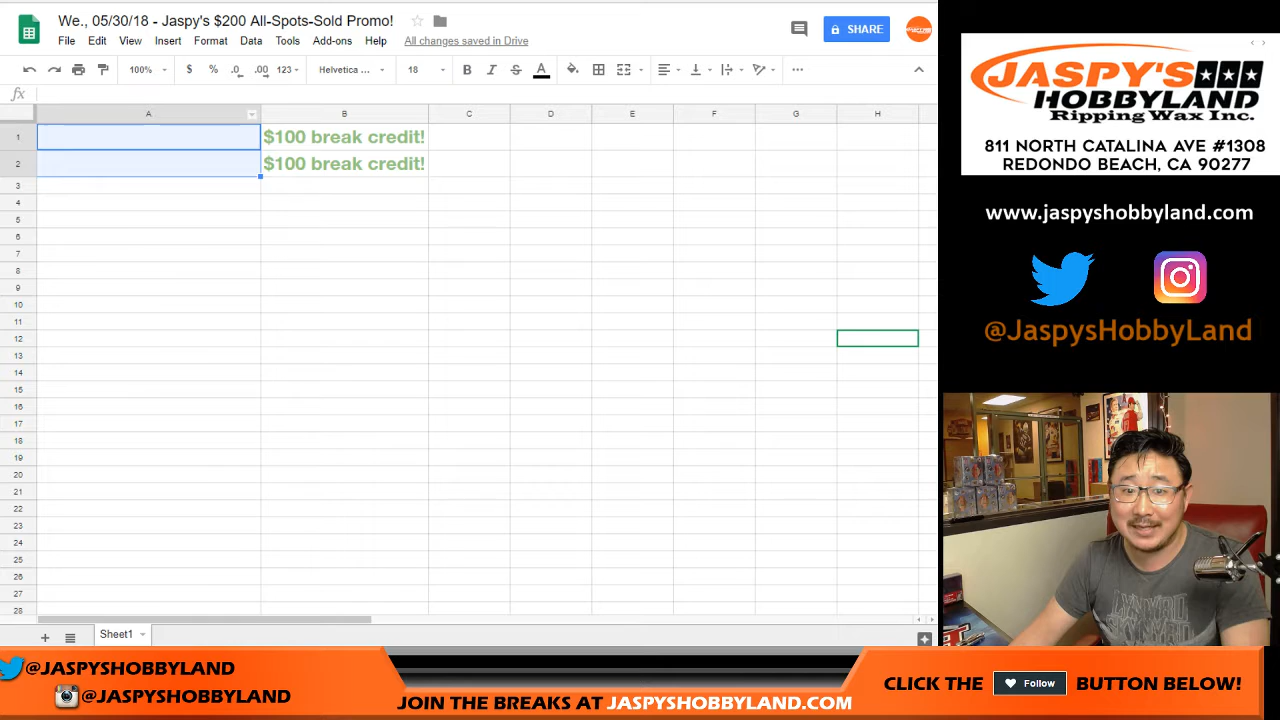 We., 05/30/18 - Jaspy's $200 All-Spots-Sold Promo!
File Edit View Insert Format Data Tools Add-ons Help All changes saved in Drive
SHARE
100% $ % .0 .00 123 Helvetica ... 18 B I S A
fx
A B C D E F G H
1 $100 break credit!
2 $100 break credit!
3
4
5
6
7
8
9
10
11
12
13
14
15
16
17
18
19
20
21
22
23
24
25
26
27
28
Sheet1
JASPY'S
HOBBYLAND
Ripping Wax Inc.
811 NORTH CATALINA AVE #1308
REDONDO BEACH, CA 90277
www.jaspyshobbyland.com
@JaspysHobbyLand
@JASPYSHOBBYLAND
@JASPYSHOBBYLAND
JOIN THE BREAKS AT JASPYSHOBBYLAND.COM
CLICK THE Follow BUTTON BELOW!